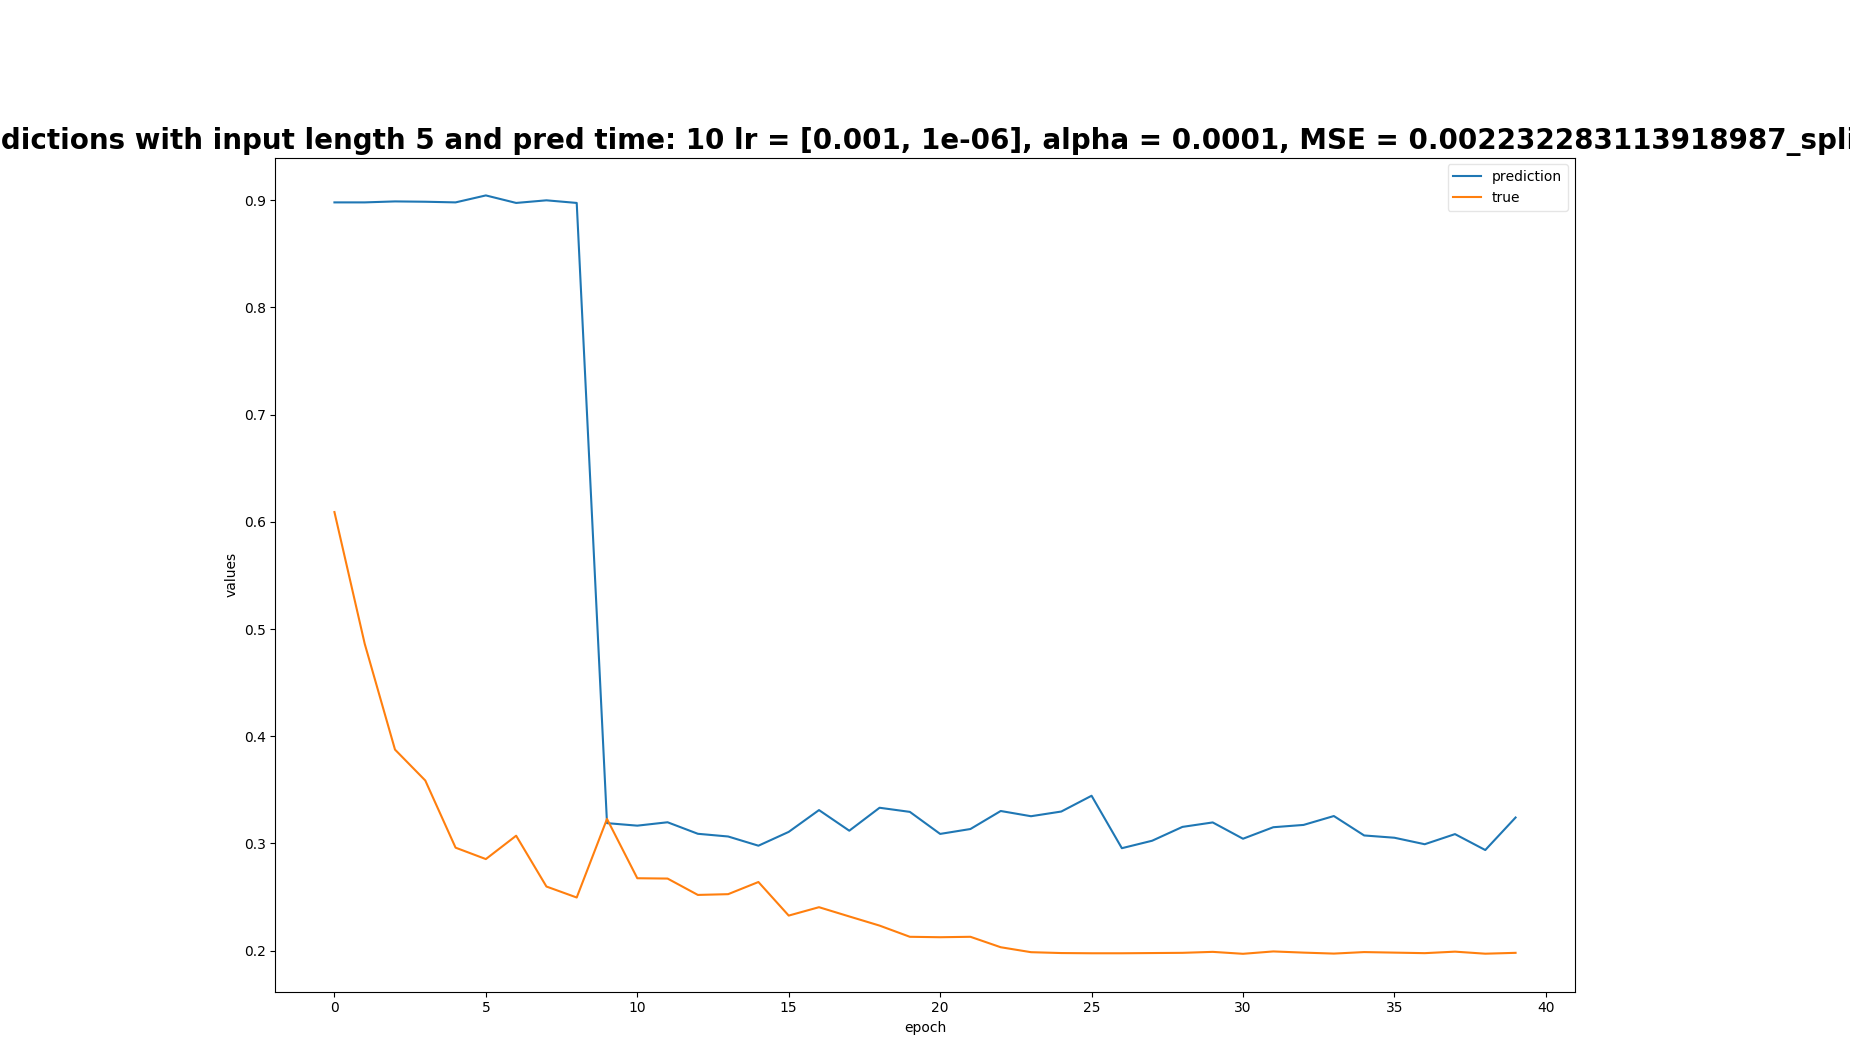 dictions with input length 5 and pred time: 10 lr = [0.001, 1e-06], alpha = 0.0001, MSE = 0.002232283113918987_spli
prediction
true
0.9
0.8
0.7
0.6
0.5
0.4
0.3
0.2
values
0 5 10 15 20 25 30 35 40
epoch